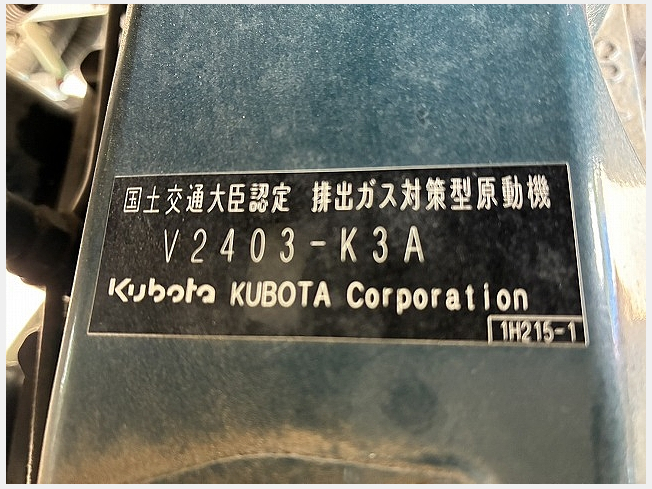 国土交通大臣認定 排出ガス対策型原動機
V2403-K3A
Kubota KUBOTA Corporation
1H215-1